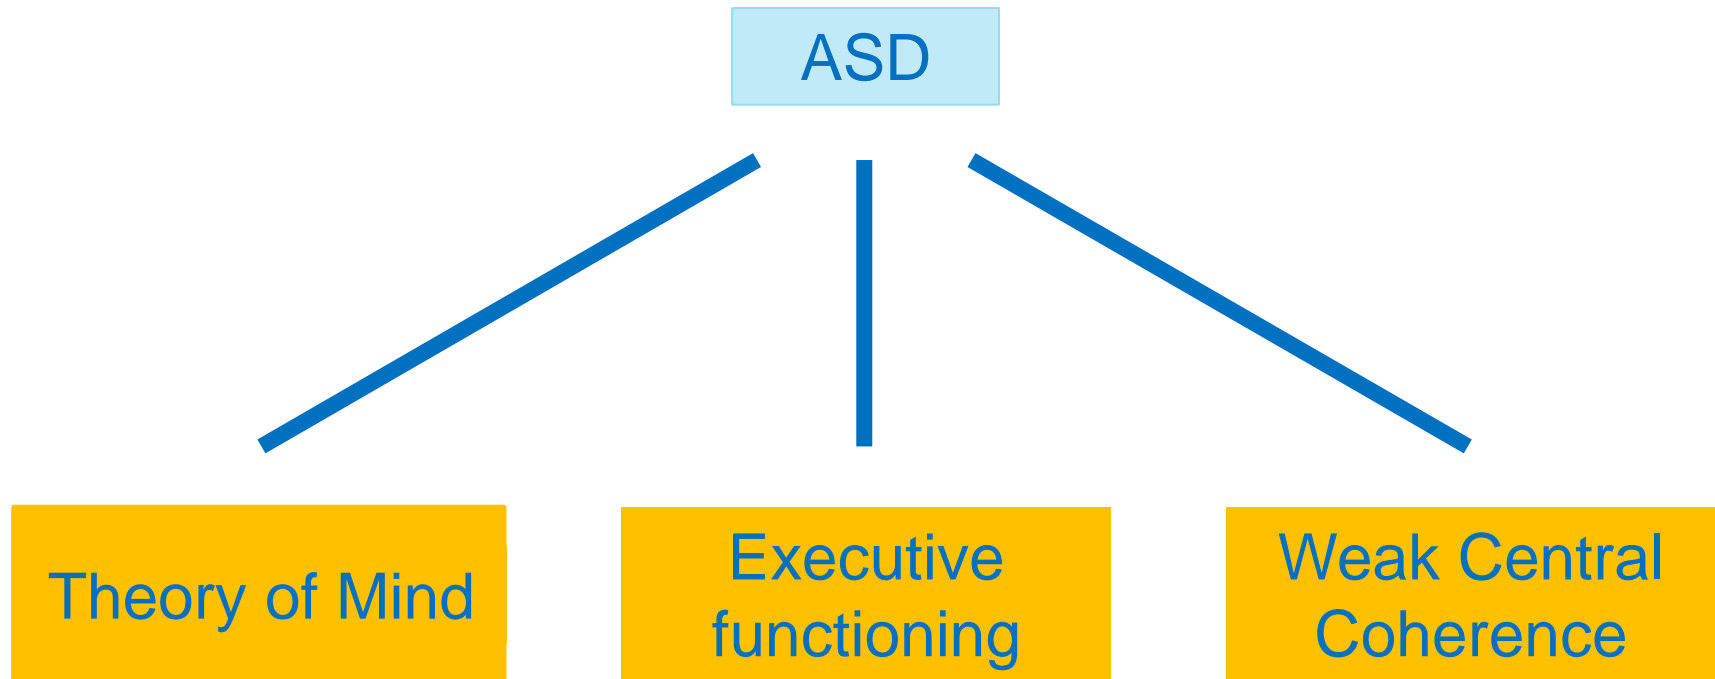 ASD
Theory of Mind
Executive
functioning
Weak Central
Coherence